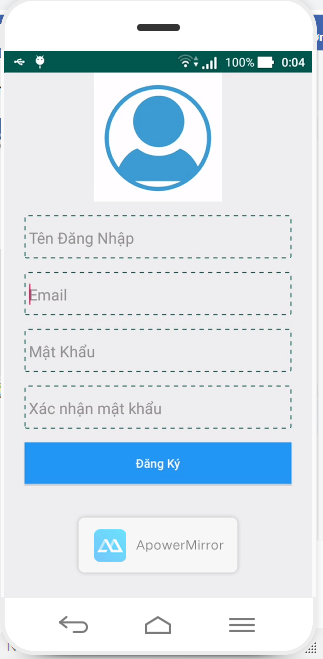 100% 0:04
Tên Đăng Nhập
Email
Mật Khẩu
Xác nhận mật khẩu
Đăng Ký
ApowerMirror